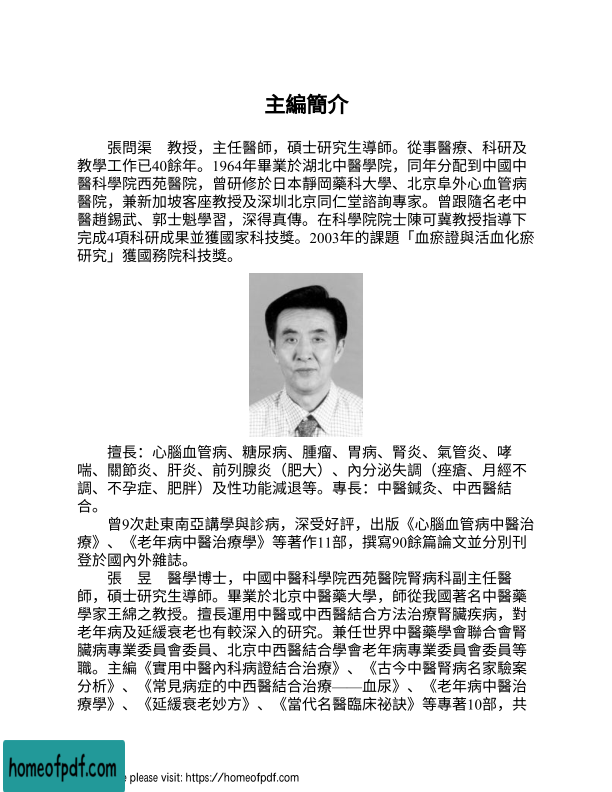 主編簡介
張問渠　教授，主任醫師，碩士研究生導師。從事醫療、科研及
教學工作已40餘年。1964年畢業於湖北中醫學院，同年分配到中國中
醫科學院西苑醫院，曾研修於日本靜岡藥科大學、北京阜外心血管病
醫院，兼新加坡客座教授及深圳北京同仁堂諮詢專家。曾跟隨名老中
醫趙錫武、郭士魁學習，深得真傳。在科學院院士陳可冀教授指導下
完成4項科研成果並獲國家科技獎。2003年的課題「血瘀證與活血化瘀
研究」獲國務院科技獎。
擅長：心腦血管病、糖尿病、腫瘤、胃病、腎炎、氣管炎、哮
喘、關節炎、肝炎、前列腺炎（肥大）、內分泌失調（痤瘡、月經不
調、不孕症、肥胖）及性功能減退等。專長：中醫鍼灸、中西醫結
合。
曾9次赴東南亞講學與診病，深受好評，出版《心腦血管病中醫治
療》、《老年病中醫治療學》等著作11部，撰寫90餘篇論文並分別刊
登於國內外雜誌。
張　昱　醫學博士，中國中醫科學院西苑醫院腎病科副主任醫
師，碩士研究生導師。畢業於北京中醫藥大學，師從我國著名中醫藥
學家王綿之教授。擅長運用中醫或中西醫結合方法治療腎臟疾病，對
老年病及延緩衰老也有較深入的研究。兼任世界中醫藥學會聯合會腎
臟病專業委員會委員、北京中西醫結合學會老年病專業委員會委員等
職。主編《實用中醫內科病證結合治療》、《古今中醫腎病名家驗案
分析》、《常見病症的中西醫結合治療——血尿》、《老年病中醫治
療學》、《延緩衰老妙方》、《當代名醫臨床祕訣》等專著10部，共
homeofpdf.com
e please visit: https://homeofpdf.com